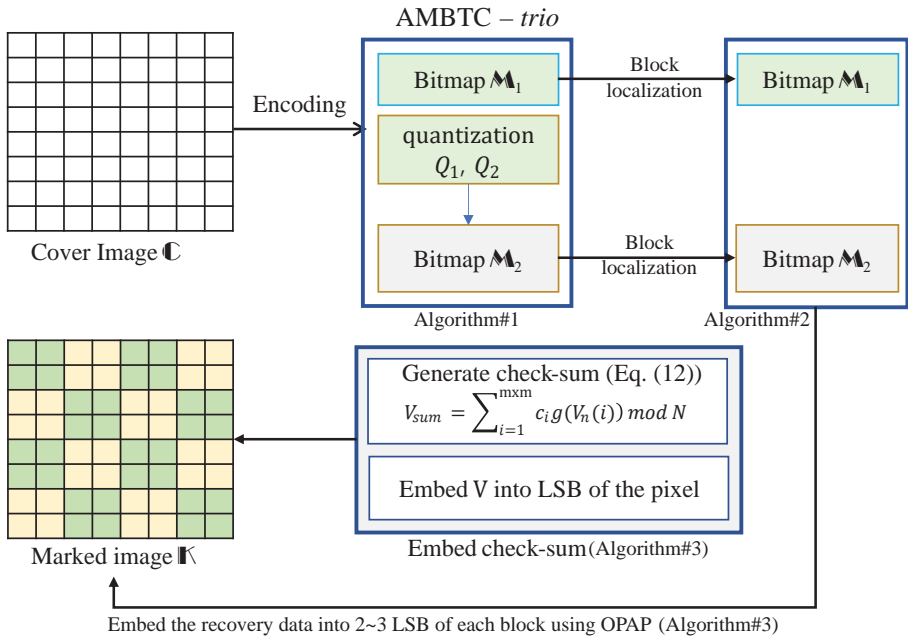 AMBTC – trio
Encoding
Cover Image ℂ
Bitmap 𝕄₁
quantization
Q₁, Q₂
Bitmap 𝕄₂
Algorithm#1
Block
localization
Block
localization
Bitmap 𝕄₁
Bitmap 𝕄₂
Algorithm#2
Generate check-sum (Eq. (12))
V_sum = ∑_{i=1}^{mxm} c_i g(V_n(i)) mod N
Embed V into LSB of the pixel
Embed check-sum(Algorithm#3)
Marked image 𝕂
Embed the recovery data into 2~3 LSB of each block using OPAP (Algorithm#3)